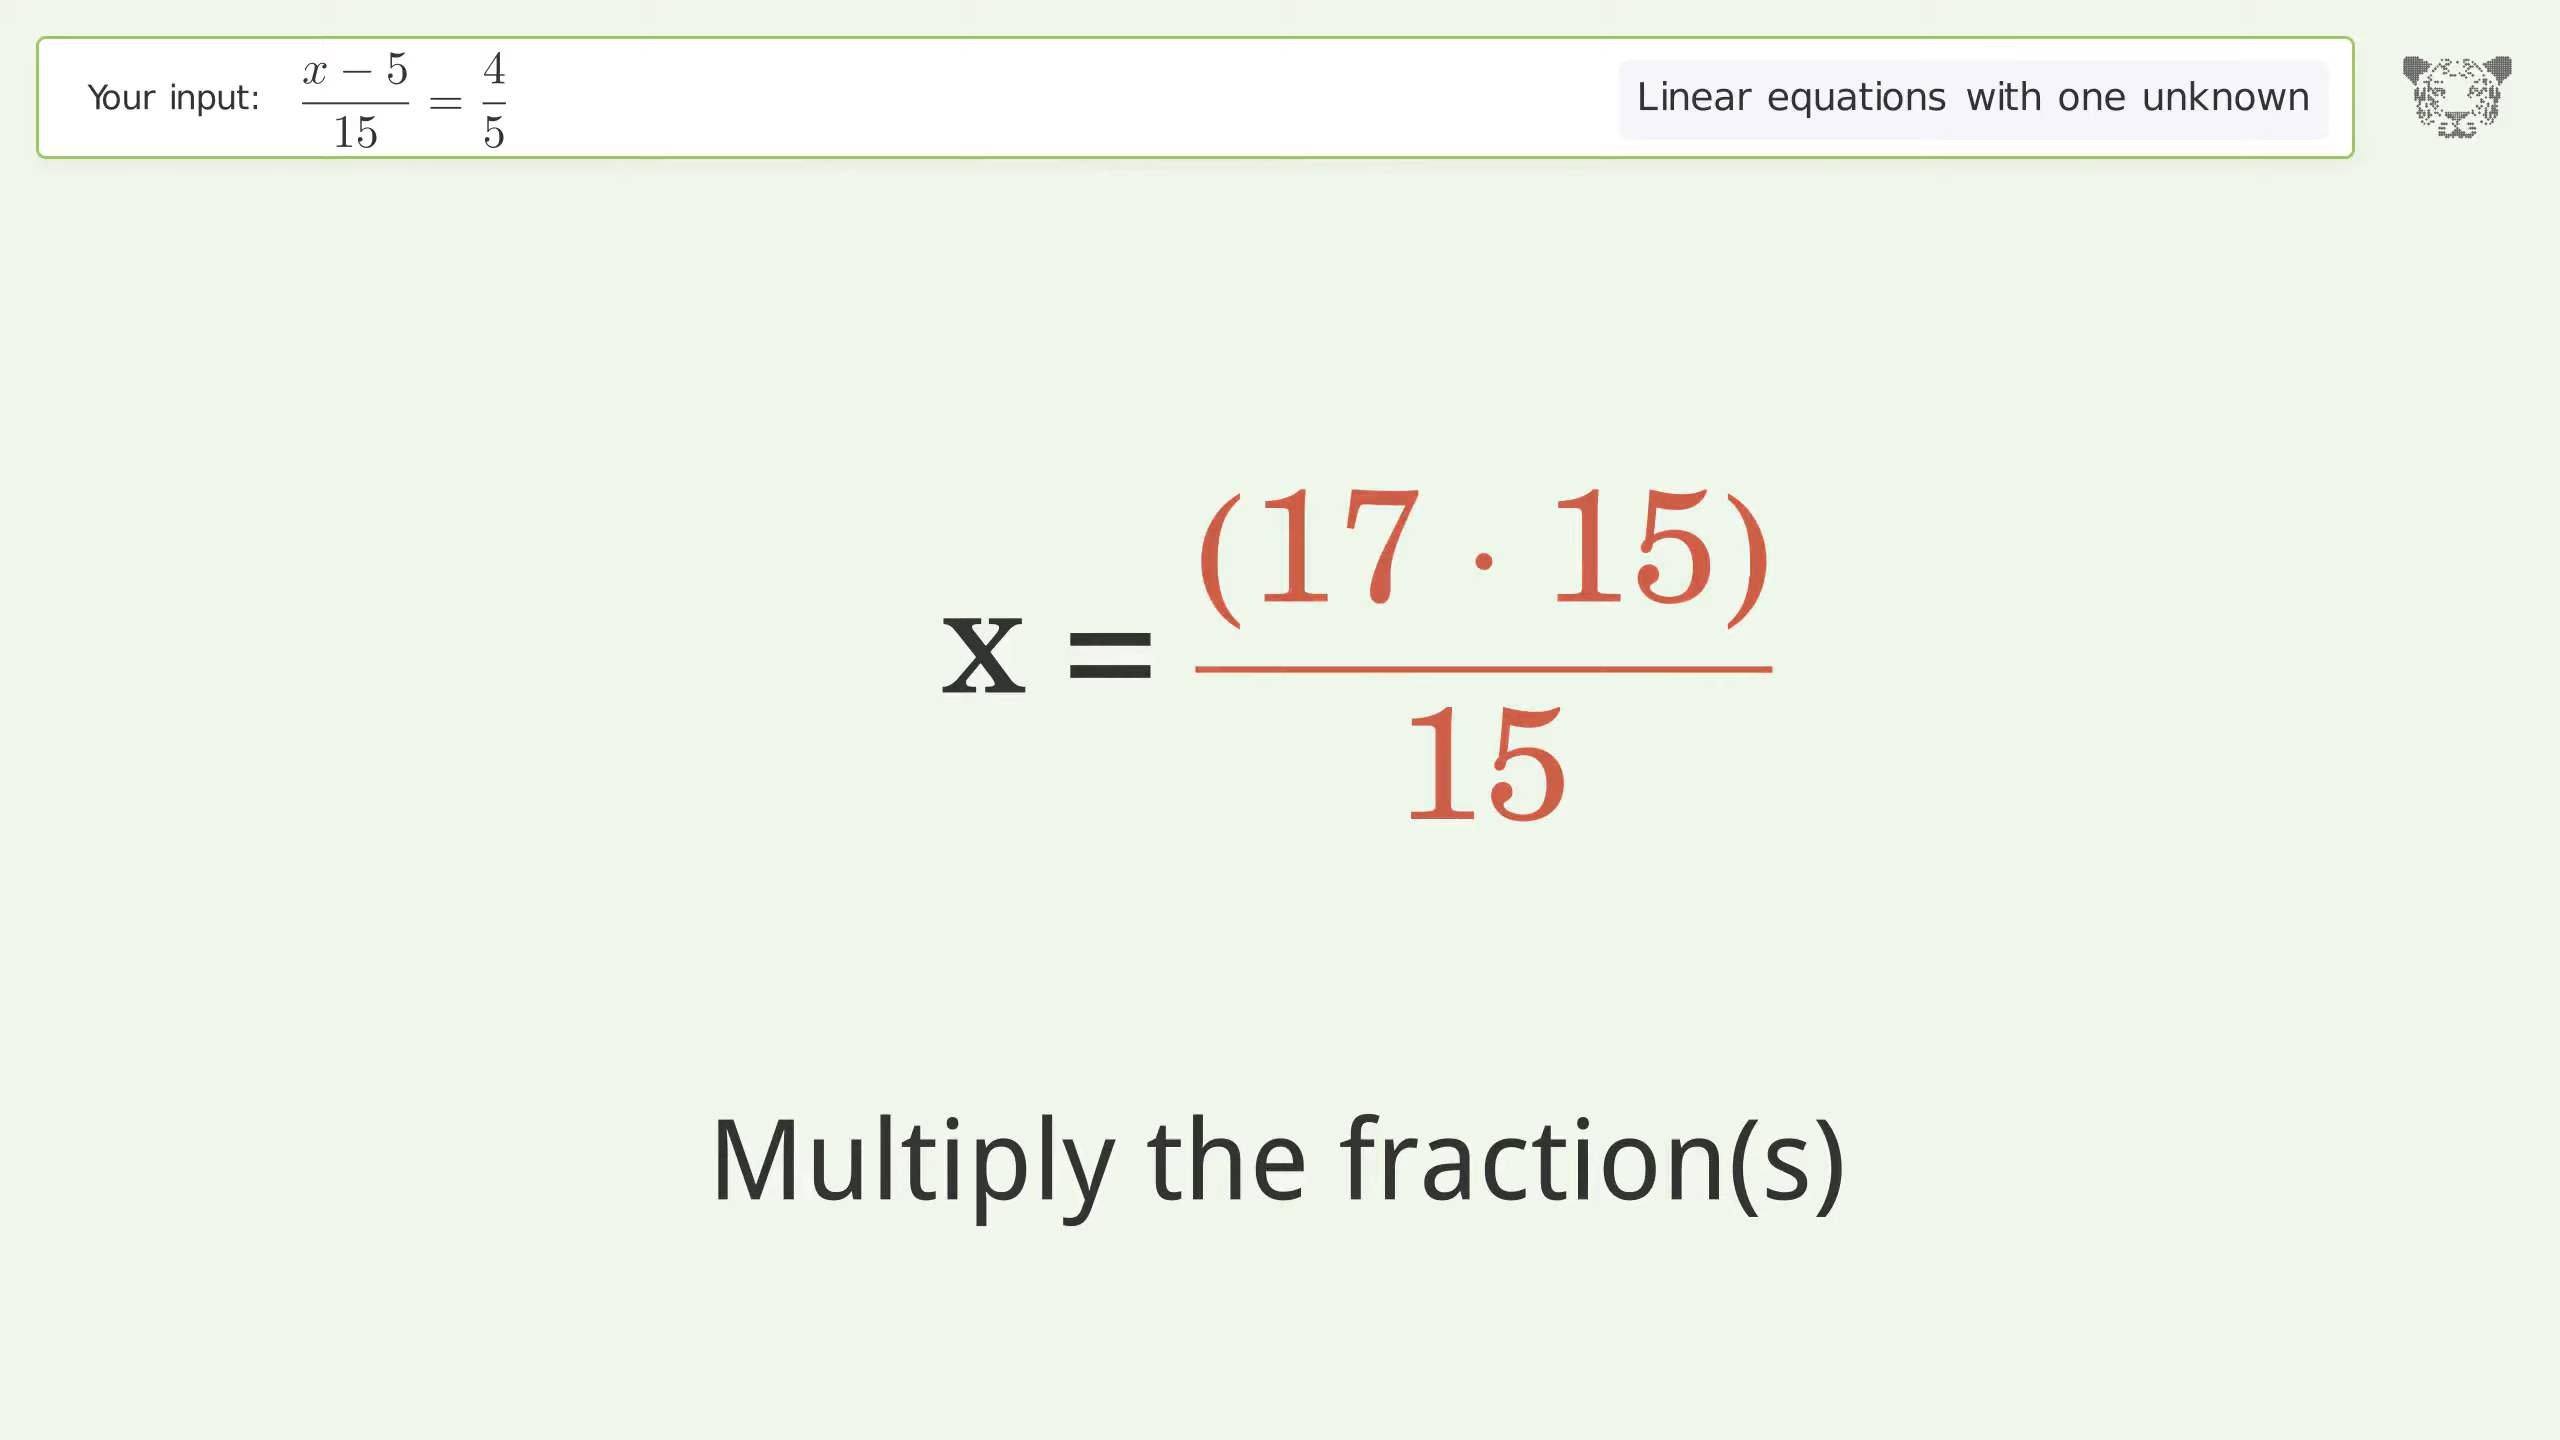 Your input: (x − 5)/15 = 4/5
Linear equations with one unknown
x = (17 · 15)/15
Multiply the fraction(s)